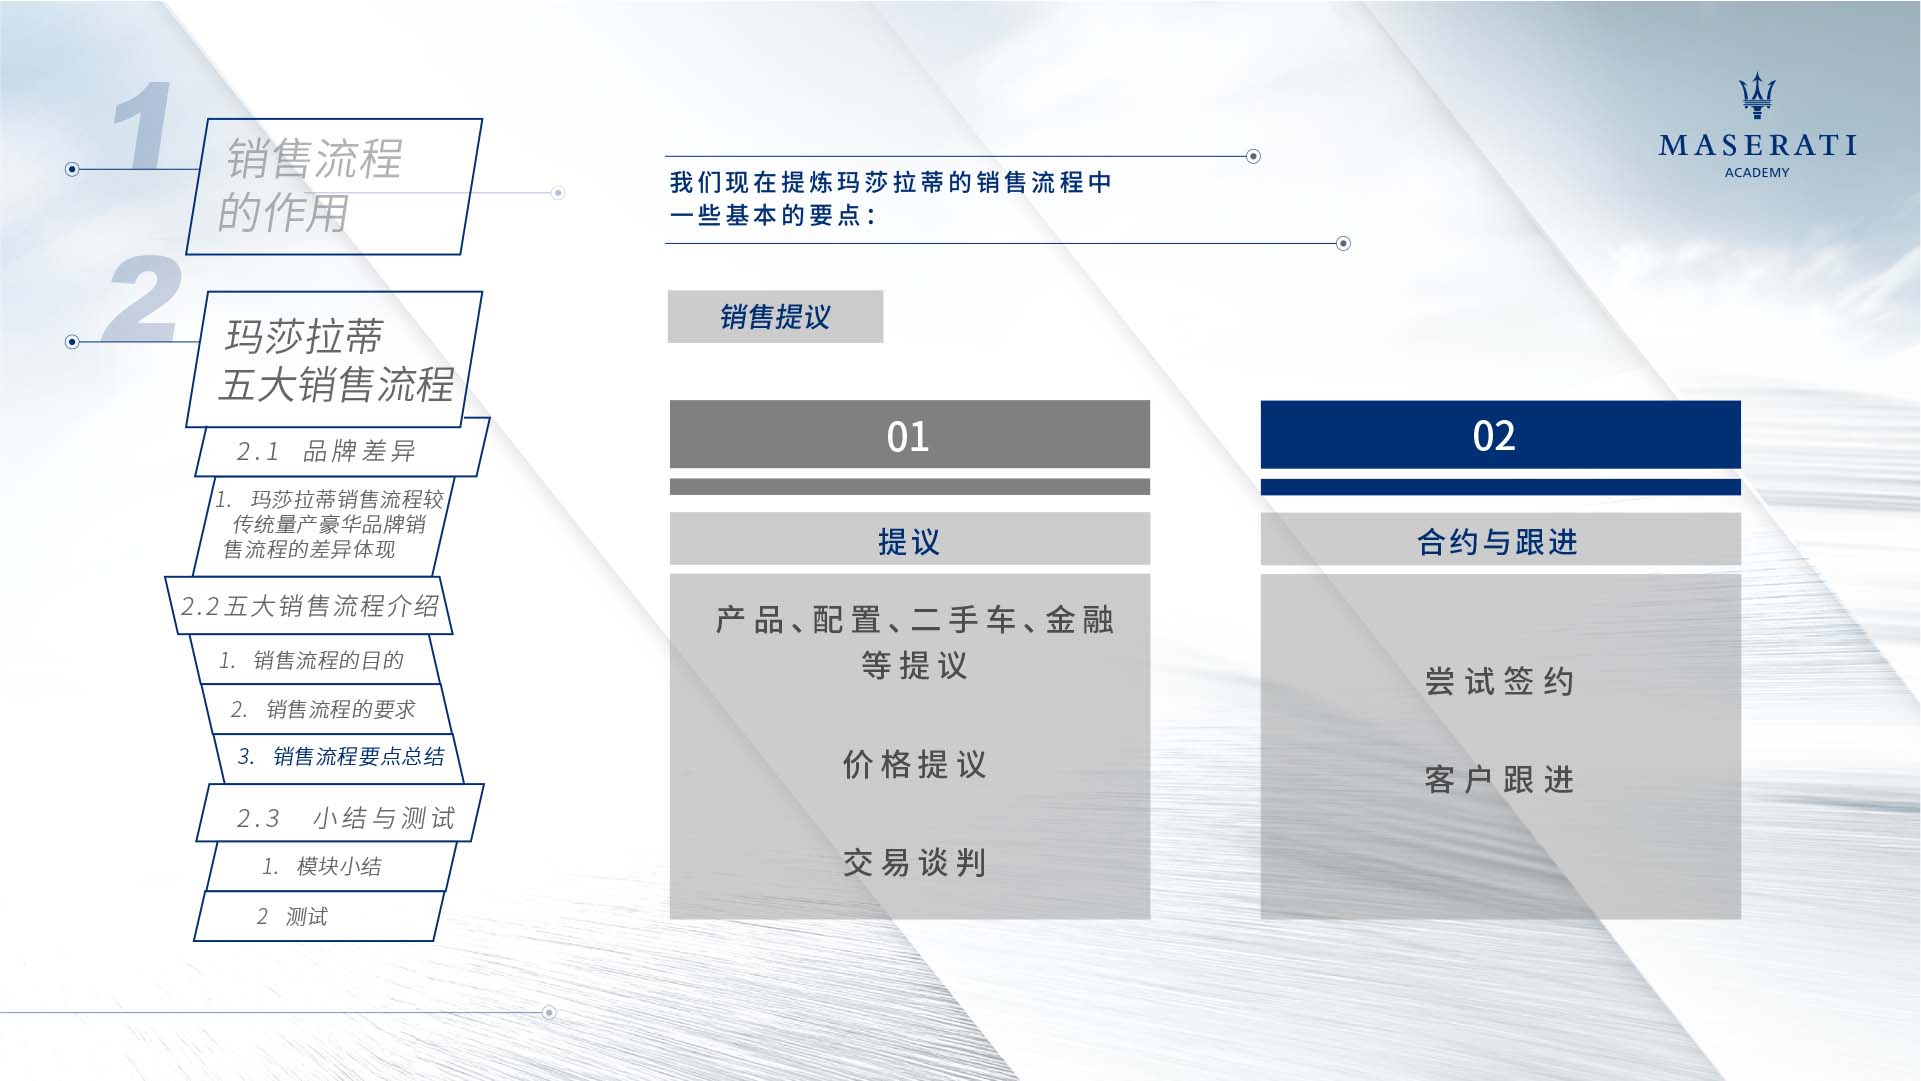 1
销售流程
的作用
2
玛莎拉蒂
五大销售流程
2.1 品牌差异
1. 玛莎拉蒂销售流程较
传统量产豪华品牌销
售流程的差异体现
2.2五大销售流程介绍
1. 销售流程的目的
2. 销售流程的要求
3. 销售流程要点总结
2.3 小结与测试
1. 模块小结
2 测试
我们现在提炼玛莎拉蒂的销售流程中
一些基本的要点：
销售提议
01
提议
产品、配置、二手车、金融
等提议
价格提议
交易谈判
02
合约与跟进
尝试签约
客户跟进
MASERATI
ACADEMY